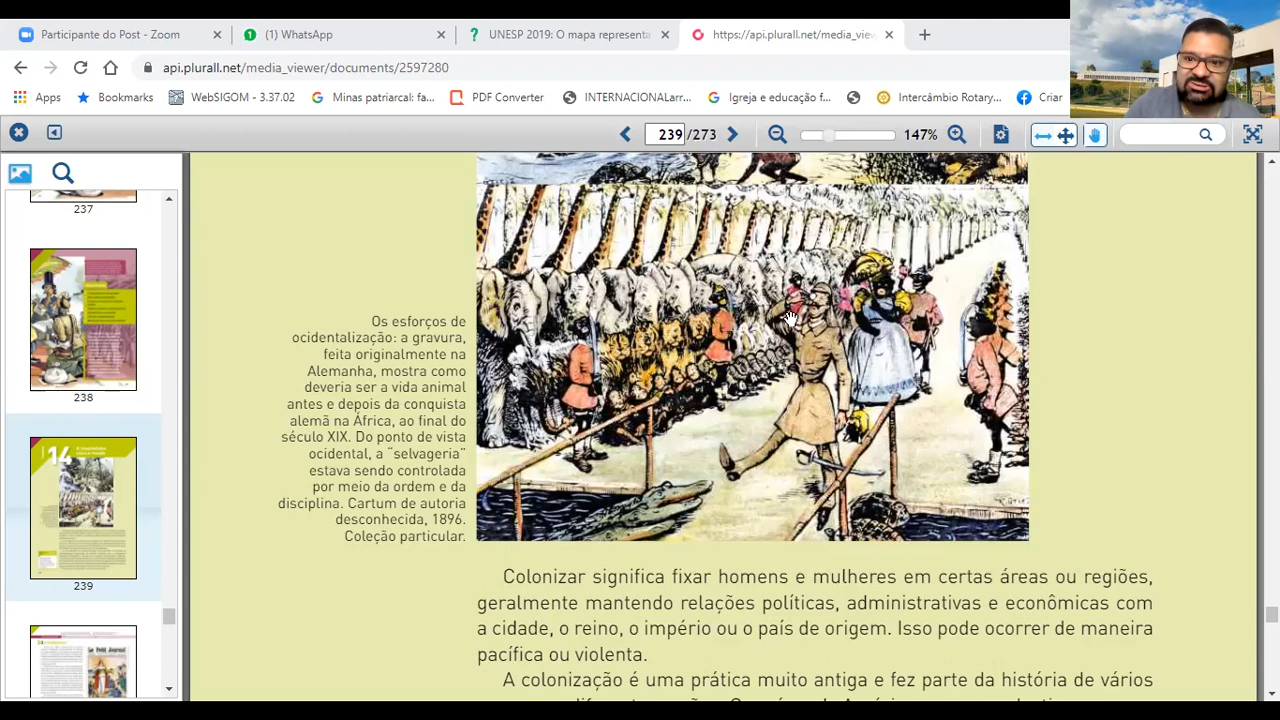 Participante do Post - Zoom
(1) WhatsApp
UNESP 2019: O mapa representa
https://api.plurall.net/media_view
api.plurall.net/media_viewer/documents/2597280
Apps
Bookmarks
WebSIGOM - 3.37.02
Minas patriarcal: fa...
PDF Converter
INTERNACIONALarr...
Igreja e educação f...
Intercâmbio Rotary...
Criar
239 /273
147%
237
238
239
14
Le Petit Journal
Os esforços de
ocidentalização: a gravura,
feita originalmente na
Alemanha, mostra como
deveria ser a vida animal
antes e depois da conquista
alemã na África, ao final do
século XIX. Do ponto de vista
ocidental, a “selvageria”
estava sendo controlada
por meio da ordem e da
disciplina. Cartum de autoria
desconhecida, 1896.
Coleção particular.
Colonizar significa fixar homens e mulheres em certas áreas ou regiões,
geralmente mantendo relações políticas, administrativas e econômicas com
a cidade, o reino, o império ou o país de origem. Isso pode ocorrer de maneira
pacífica ou violenta.
A colonização é uma prática muito antiga e fez parte da história de vários